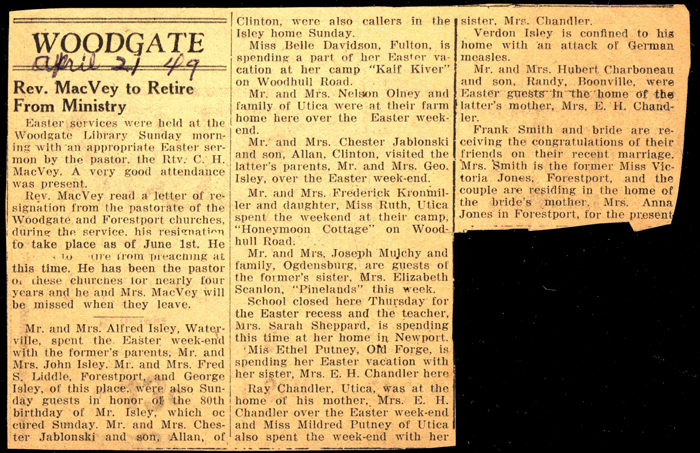 WOODGATE
April 21 49
Rev. MacVey to Retire
From Ministry
Easter services were held at the
Woodgate Library Sunday morn-
ing with an appropriate Easter ser-
mon by the pastor, the Rtv. C. H.
MacVey. A very good attendance
was present.
Rev. MacVey read a letter of re-
signation from the pastorate of the
Woodgate and Forestport churches,
during the service, his resignation
to take place as of June 1st. He
to ire from preaching at
this time. He has been the pastor
of these churches for nearly four
years and he and Mrs. MacVey will
be missed when they leave.
Mr. and Mrs. Alfred Isley, Water-
ville, spent the Easter week-end
with the former's parents, Mr. and
Mrs. John Isley. Mr. and Mrs. Fred
S. Liddle, Forestport, and George
Isley, of this place, were also Sun-
day guests in honor of the 80th
birthday of Mr. Isley, which oc
cured Sunday. Mr. and Mrs. Ches-
ter Jablonski and son, Allan, of
Clinton, were also callers in the
Isley home Sunday.
Miss Belle Davidson, Fulton, is
spending a part of her Easter va-
cation at her camp "Kaif Kiver"
on Woodhull Road.
Mr. and Mrs. Nelson Olney and
family of Utica were at their farm
home here over the Easter week-
end.
Mr. and Mrs. Chester Jablonski
and son, Allan, Clinton, visited the
latter's parents, Mr. and Mrs. Geo.
Isley, over the Easter week-end.
Mr. and Mrs. Frederick Kronmil-
ler and daughter, Miss Ruth, Utica
spent the weekend at their camp,
"Honeymoon Cottage" on Wood-
hull Road.
Mr. and Mrs. Joseph Mujchy and
family, Ogdensburg, are guests of
the former's sister, Mrs. Elizabeth
Scanlon, "Pinelands" this week.
School closed here Thursday for
the Easter recess and the teacher,
Mrs. Sarah Sheppard, is spending
this time at her home in Newport.
Mis Ethel Putney, Old Forge, is
spending her Easter vacation with
her sister, Mrs. E. H. Chandler here
Ray Chandler, Utica, was at the
home of his mother, Mrs. E. H.
Chandler over the Easter week-end
and Miss Mildred Putney of Utica
also spent the week-end with her
sister, Mrs. Chandler.
Verdon Isley is confined to his
home with an attack of German
measles.
Mr. and Mrs. Hubert Charboneau
and son, Randy, Boonville, were
Easter guests in the home of the
latter's mother, Mrs. E. H. Chand-
ler.
Frank Smith and bride are re-
ceiving the congratulations of their
friends on their recent marriage.
Mrs. Smith is the former Miss Vic-
toria Jones, Forestport, and the
couple are residing in the home of
the bride's mother, Mrs. Anna
Jones in Forestport, for the present